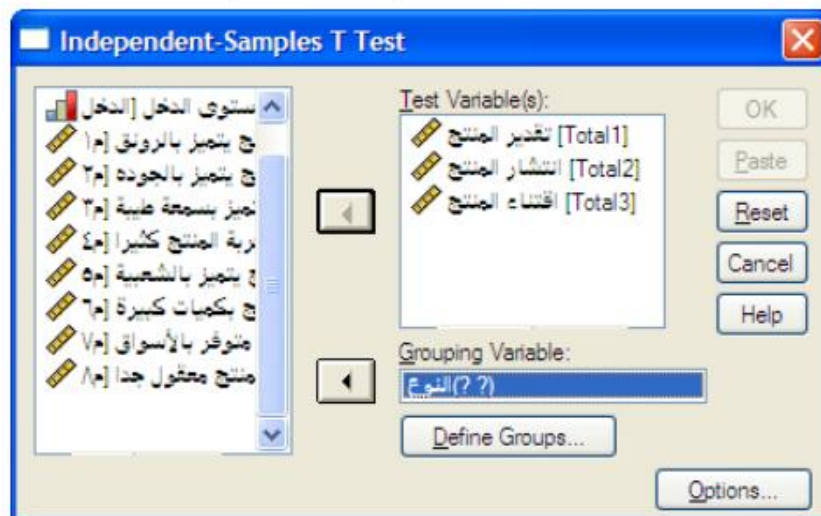 Independent-Samples T Test
ستوى الدخل [الدخل
ج يتميز بالرونق [م١
ج يتميز بالجوده [م٢
تميز بسمعة طيبة [م٣
ربة المنتج كثيرا [م٤
ج يتميز بالشعبية [م٥
ج بكميات كبيرة [م٦
متوفر بالأسواق [م٧
منتج معقول جدا [م٨
Test Variable(s):
تقدير المنتج [Total1]
انتشار المنتج [Total2]
اقتناء المنتج [Total3]
Grouping Variable:
النوع(? ?)
Define Groups...
OK
Paste
Reset
Cancel
Help
Options...